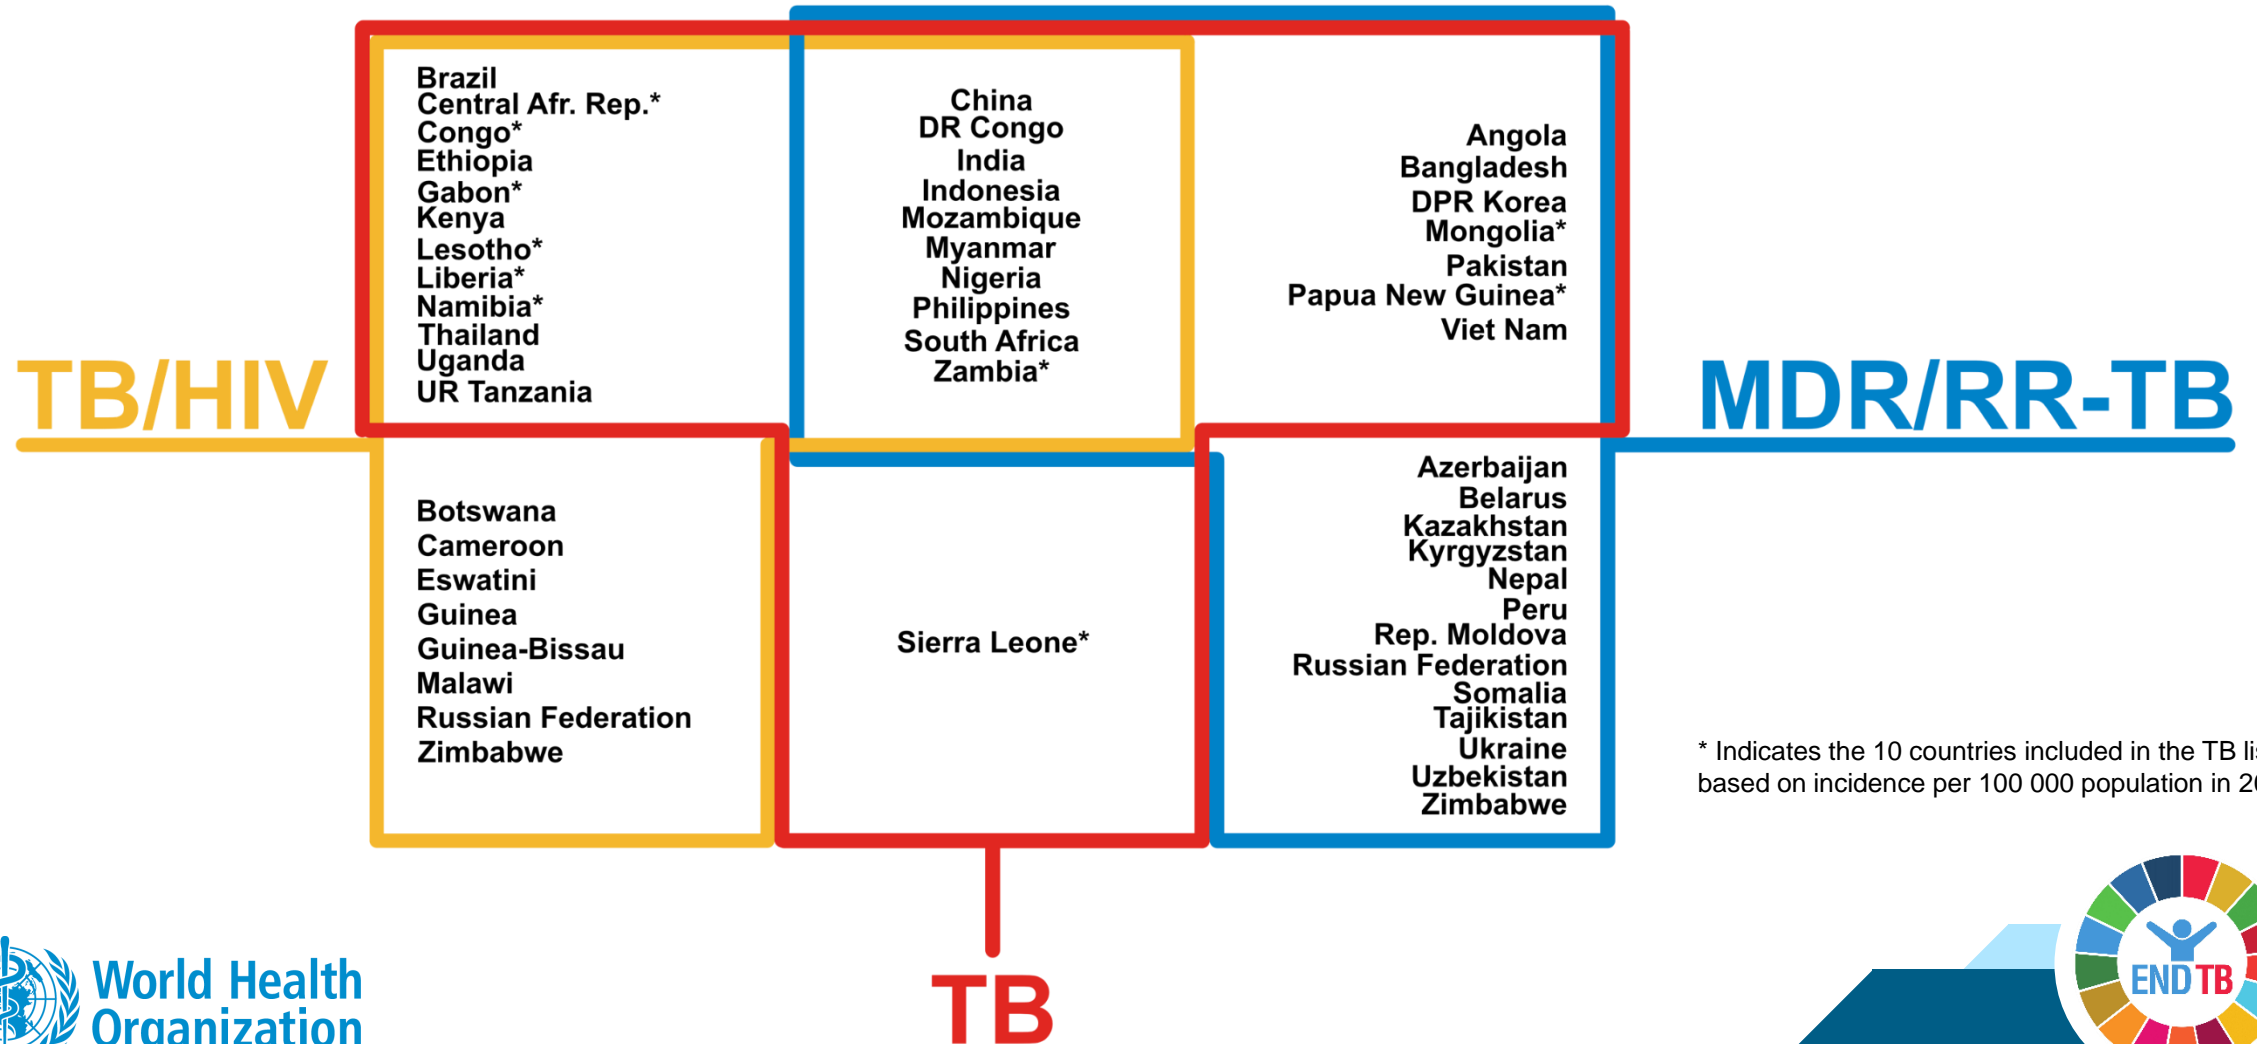 Brazil
Central Afr. Rep.*
Congo*
Ethiopia
Gabon*
Kenya
Lesotho*
Liberia*
Namibia*
Thailand
Uganda
UR Tanzania
China
DR Congo
India
Indonesia
Mozambique
Myanmar
Nigeria
Philippines
South Africa
Zambia*
Angola
Bangladesh
DPR Korea
Mongolia*
Pakistan
Papua New Guinea*
Viet Nam
TB/HIV
MDR/RR-TB
Botswana
Cameroon
Eswatini
Guinea
Guinea-Bissau
Malawi
Russian Federation
Zimbabwe
Sierra Leone*
Azerbaijan
Belarus
Kazakhstan
Kyrgyzstan
Nepal
Peru
Rep. Moldova
Russian Federation
Somalia
Tajikistan
Ukraine
Uzbekistan
Zimbabwe
* Indicates the 10 countries included in the TB
based on incidence per 100 000 population in
TB
World Health
Organization
END TB